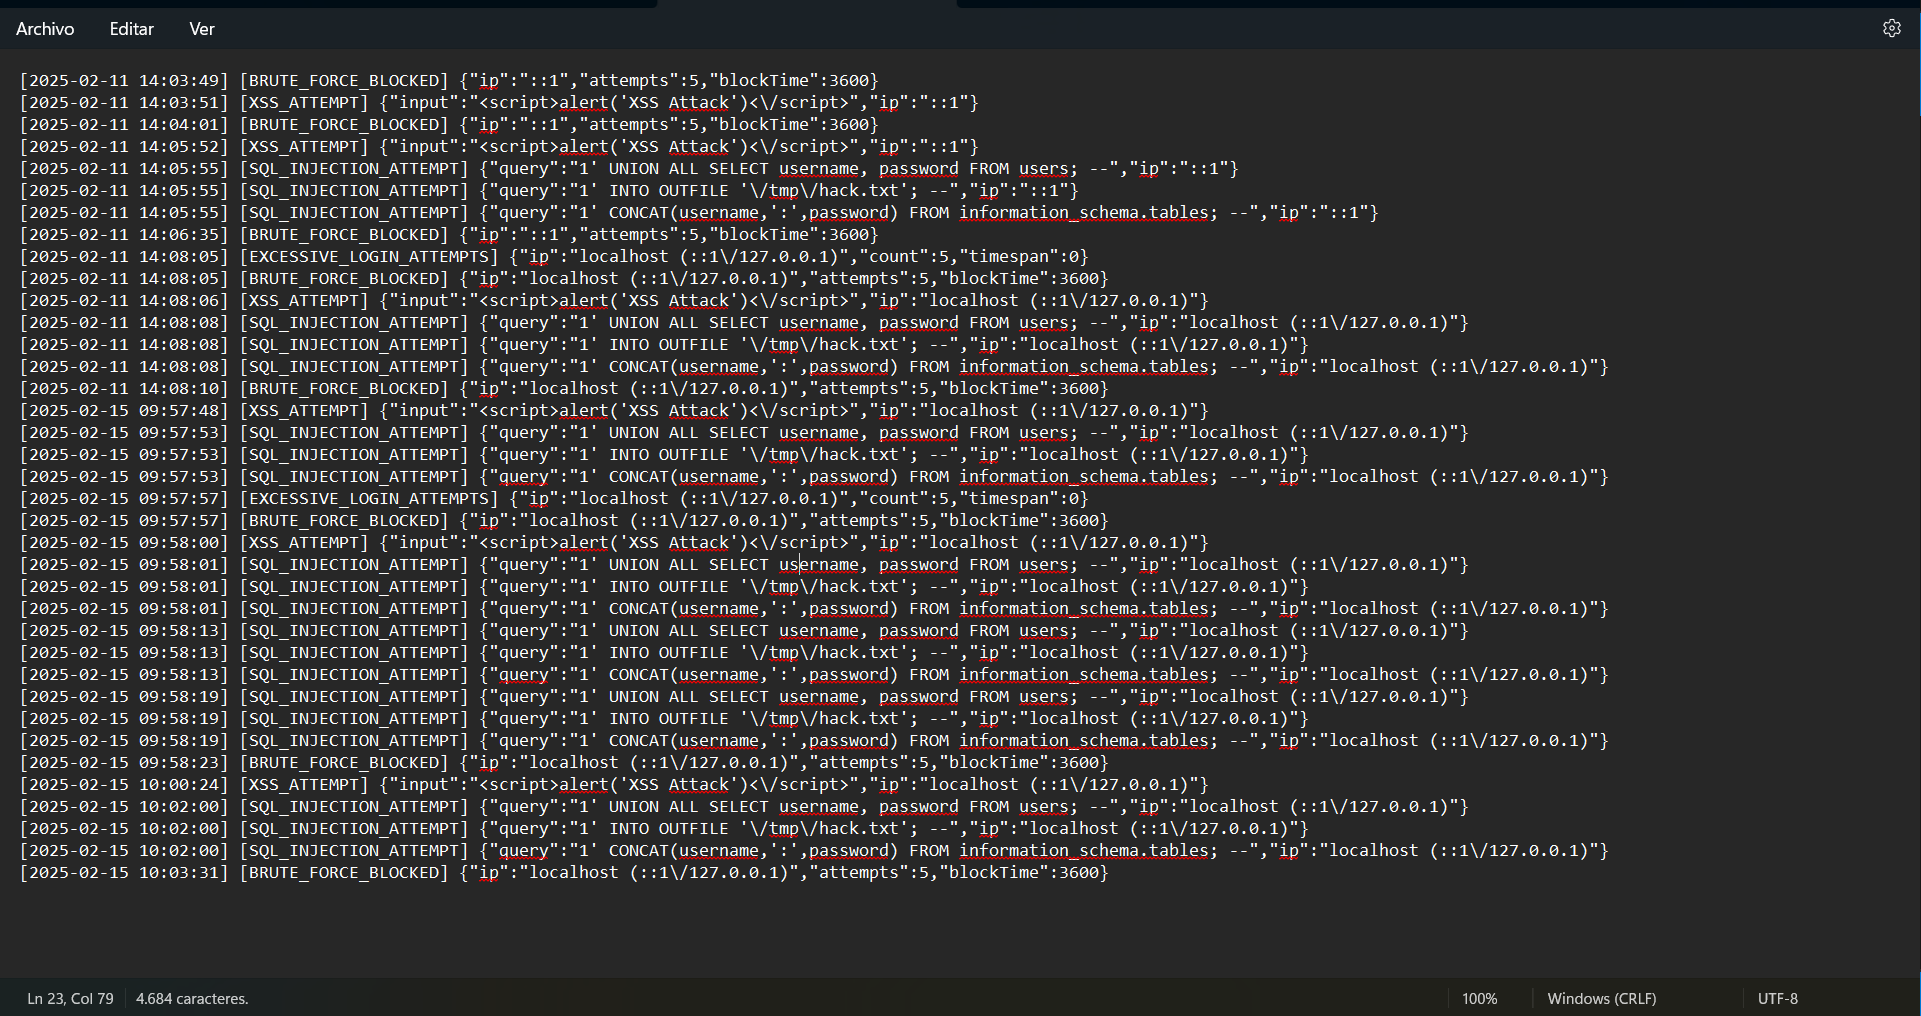 Archivo Editar Ver
[2025-02-11 14:03:49] [BRUTE_FORCE_BLOCKED] {"ip":"::1","attempts":5,"blockTime":3600}
[2025-02-11 14:03:51] [XSS_ATTEMPT] {"input":"<script>alert('XSS Attack')<\/script>","ip":"::1"}
[2025-02-11 14:04:01] [BRUTE_FORCE_BLOCKED] {"ip":"::1","attempts":5,"blockTime":3600}
[2025-02-11 14:05:52] [XSS_ATTEMPT] {"input":"<script>alert('XSS Attack')<\/script>","ip":"::1"}
[2025-02-11 14:05:55] [SQL_INJECTION_ATTEMPT] {"query":"1' UNION ALL SELECT username, password FROM users; --","ip":"::1"}
[2025-02-11 14:05:55] [SQL_INJECTION_ATTEMPT] {"query":"1' INTO OUTFILE '\/tmp\/hack.txt'; --","ip":"::1"}
[2025-02-11 14:05:55] [SQL_INJECTION_ATTEMPT] {"query":"1' CONCAT(username,':',password) FROM information_schema.tables; --","ip":"::1"}
[2025-02-11 14:06:35] [BRUTE_FORCE_BLOCKED] {"ip":"::1","attempts":5,"blockTime":3600}
[2025-02-11 14:08:05] [EXCESSIVE_LOGIN_ATTEMPTS] {"ip":"localhost (::1\/127.0.0.1)","count":5,"timespan":0}
[2025-02-11 14:08:05] [BRUTE_FORCE_BLOCKED] {"ip":"localhost (::1\/127.0.0.1)","attempts":5,"blockTime":3600}
[2025-02-11 14:08:06] [XSS_ATTEMPT] {"input":"<script>alert('XSS Attack')<\/script>","ip":"localhost (::1\/127.0.0.1)"}
[2025-02-11 14:08:08] [SQL_INJECTION_ATTEMPT] {"query":"1' UNION ALL SELECT username, password FROM users; --","ip":"localhost (::1\/127.0.0.1)"}
[2025-02-11 14:08:08] [SQL_INJECTION_ATTEMPT] {"query":"1' INTO OUTFILE '\/tmp\/hack.txt'; --","ip":"localhost (::1\/127.0.0.1)"}
[2025-02-11 14:08:08] [SQL_INJECTION_ATTEMPT] {"query":"1' CONCAT(username,':',password) FROM information_schema.tables; --","ip":"localhost (::1\/127.0.0.1)"}
[2025-02-11 14:08:10] [BRUTE_FORCE_BLOCKED] {"ip":"localhost (::1\/127.0.0.1)","attempts":5,"blockTime":3600}
[2025-02-15 09:57:48] [XSS_ATTEMPT] {"input":"<script>alert('XSS Attack')<\/script>","ip":"localhost (::1\/127.0.0.1)"}
[2025-02-15 09:57:53] [SQL_INJECTION_ATTEMPT] {"query":"1' UNION ALL SELECT username, password FROM users; --","ip":"localhost (::1\/127.0.0.1)"}
[2025-02-15 09:57:53] [SQL_INJECTION_ATTEMPT] {"query":"1' INTO OUTFILE '\/tmp\/hack.txt'; --","ip":"localhost (::1\/127.0.0.1)"}
[2025-02-15 09:57:53] [SQL_INJECTION_ATTEMPT] {"query":"1' CONCAT(username,':',password) FROM information_schema.tables; --","ip":"localhost (::1\/127.0.0.1)"}
[2025-02-15 09:57:57] [EXCESSIVE_LOGIN_ATTEMPTS] {"ip":"localhost (::1\/127.0.0.1)","count":5,"timespan":0}
[2025-02-15 09:57:57] [BRUTE_FORCE_BLOCKED] {"ip":"localhost (::1\/127.0.0.1)","attempts":5,"blockTime":3600}
[2025-02-15 09:58:00] [XSS_ATTEMPT] {"input":"<script>alert('XSS Attack')<\/script>","ip":"localhost (::1\/127.0.0.1)"}
[2025-02-15 09:58:01] [SQL_INJECTION_ATTEMPT] {"query":"1' UNION ALL SELECT username, password FROM users; --","ip":"localhost (::1\/127.0.0.1)"}
[2025-02-15 09:58:01] [SQL_INJECTION_ATTEMPT] {"query":"1' INTO OUTFILE '\/tmp\/hack.txt'; --","ip":"localhost (::1\/127.0.0.1)"}
[2025-02-15 09:58:01] [SQL_INJECTION_ATTEMPT] {"query":"1' CONCAT(username,':',password) FROM information_schema.tables; --","ip":"localhost (::1\/127.0.0.1)"}
[2025-02-15 09:58:13] [SQL_INJECTION_ATTEMPT] {"query":"1' UNION ALL SELECT username, password FROM users; --","ip":"localhost (::1\/127.0.0.1)"}
[2025-02-15 09:58:13] [SQL_INJECTION_ATTEMPT] {"query":"1' INTO OUTFILE '\/tmp\/hack.txt'; --","ip":"localhost (::1\/127.0.0.1)"}
[2025-02-15 09:58:13] [SQL_INJECTION_ATTEMPT] {"query":"1' CONCAT(username,':',password) FROM information_schema.tables; --","ip":"localhost (::1\/127.0.0.1)"}
[2025-02-15 09:58:19] [SQL_INJECTION_ATTEMPT] {"query":"1' UNION ALL SELECT username, password FROM users; --","ip":"localhost (::1\/127.0.0.1)"}
[2025-02-15 09:58:19] [SQL_INJECTION_ATTEMPT] {"query":"1' INTO OUTFILE '\/tmp\/hack.txt'; --","ip":"localhost (::1\/127.0.0.1)"}
[2025-02-15 09:58:19] [SQL_INJECTION_ATTEMPT] {"query":"1' CONCAT(username,':',password) FROM information_schema.tables; --","ip":"localhost (::1\/127.0.0.1)"}
[2025-02-15 09:58:23] [BRUTE_FORCE_BLOCKED] {"ip":"localhost (::1\/127.0.0.1)","attempts":5,"blockTime":3600}
[2025-02-15 10:00:24] [XSS_ATTEMPT] {"input":"<script>alert('XSS Attack')<\/script>","ip":"localhost (::1\/127.0.0.1)"}
[2025-02-15 10:02:00] [SQL_INJECTION_ATTEMPT] {"query":"1' UNION ALL SELECT username, password FROM users; --","ip":"localhost (::1\/127.0.0.1)"}
[2025-02-15 10:02:00] [SQL_INJECTION_ATTEMPT] {"query":"1' INTO OUTFILE '\/tmp\/hack.txt'; --","ip":"localhost (::1\/127.0.0.1)"}
[2025-02-15 10:02:00] [SQL_INJECTION_ATTEMPT] {"query":"1' CONCAT(username,':',password) FROM information_schema.tables; --","ip":"localhost (::1\/127.0.0.1)"}
[2025-02-15 10:03:31] [BRUTE_FORCE_BLOCKED] {"ip":"localhost (::1\/127.0.0.1)","attempts":5,"blockTime":3600}
Ln 23, Col 79 4.684 caracteres. 100% Windows (CRLF) UTF-8